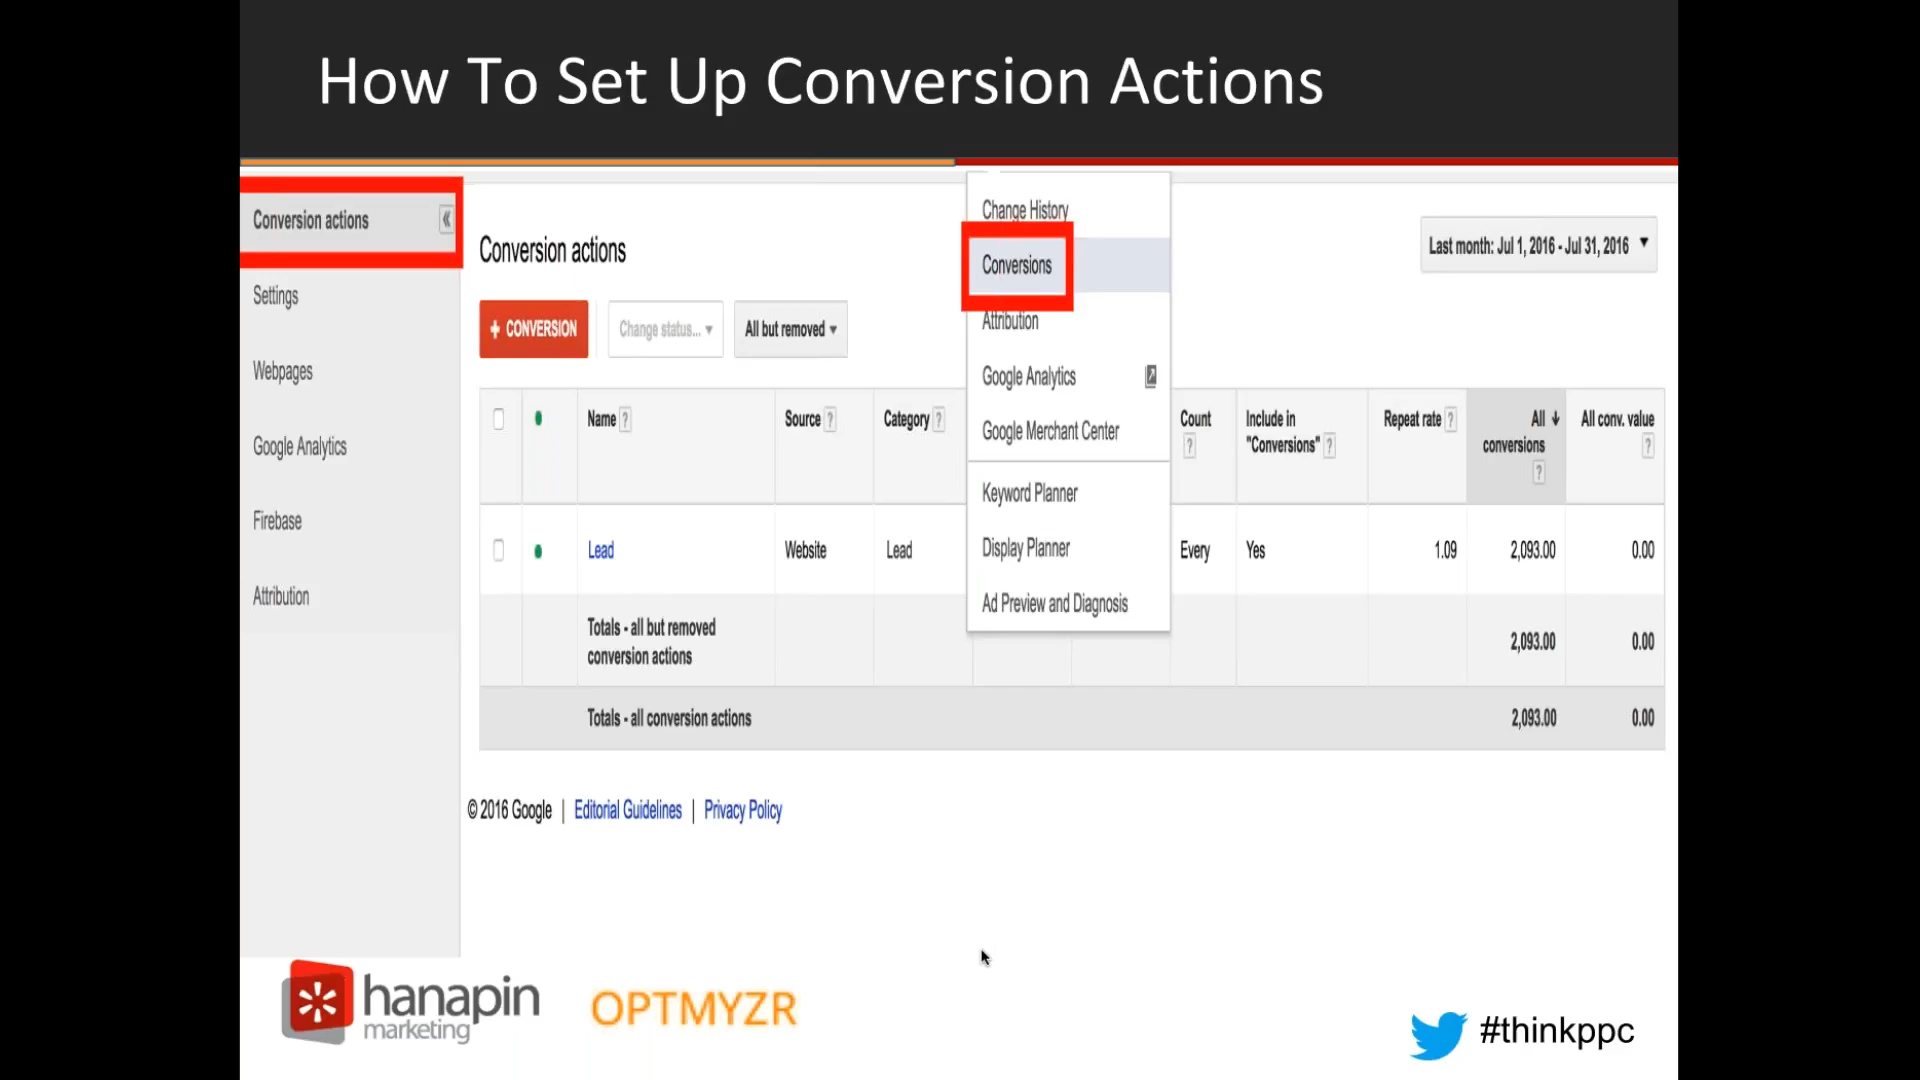 How To Set Up Conversion Actions
Conversion actions «
Settings
Webpages
Google Analytics
Firebase
Attribution
Conversion actions
+ CONVERSION
Change status...
All but removed
Change History
Conversions
Attribution
Google Analytics
Google Merchant Center
Keyword Planner
Display Planner
Ad Preview and Diagnosis
Last month: Jul 1, 2016 - Jul 31, 2016
Name ? Source ? Category ? Count ? Include in "Conversions" ? Repeat rate ? All conversions ↓ ? All conv. value ?
Lead Website Lead Every Yes 1.09 2,093.00 0.00
Totals - all but removed
conversion actions 2,093.00 0.00
Totals - all conversion actions 2,093.00 0.00
© 2016 Google | Editorial Guidelines | Privacy Policy
hanapin
marketing
OPTMYZR
#thinkppc